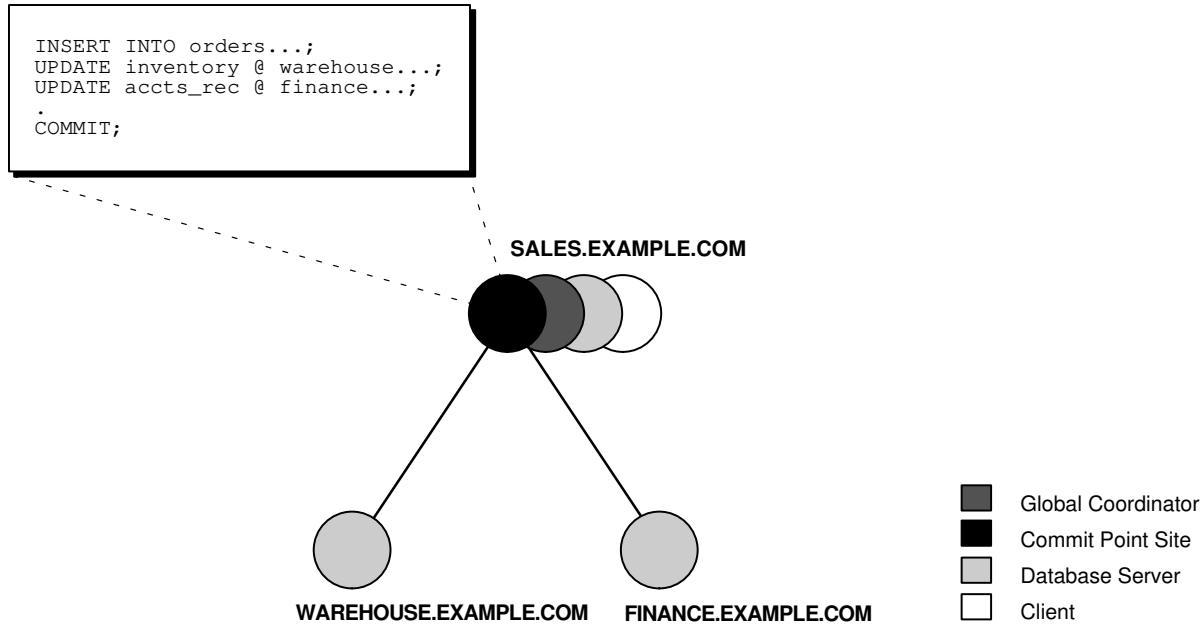 INSERT INTO orders...;
UPDATE inventory @ warehouse...;
UPDATE accts_rec @ finance...;
.
COMMIT;
SALES.EXAMPLE.COM
WAREHOUSE.EXAMPLE.COM
FINANCE.EXAMPLE.COM
Global Coordinator
Commit Point Site
Database Server
Client